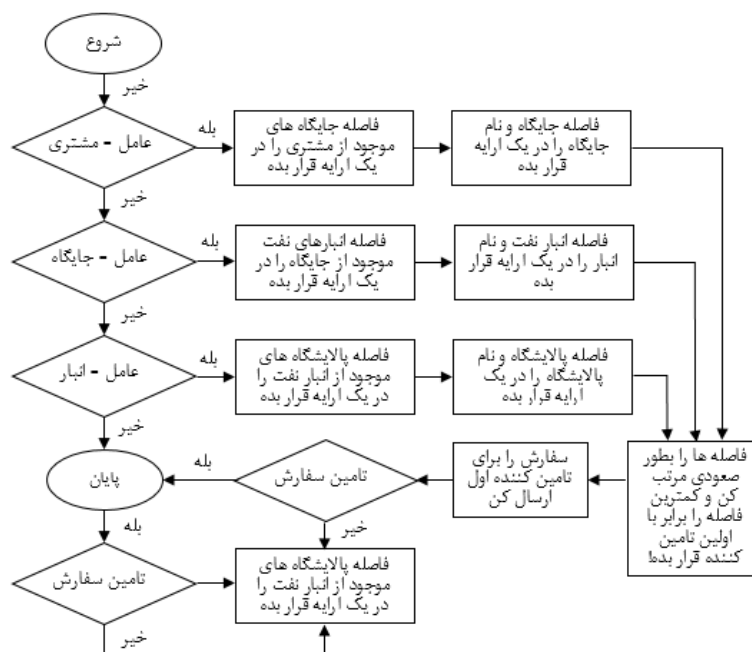 شروع
خیر
عامل - مشتری
بله
فاصله جایگاه های
موجود از مشتری را در
یک ارایه قرار بده
فاصله جایگاه و نام
جایگاه را در یک ارایه
قرار بده
خیر
عامل - جایگاه
بله
فاصله انبارهای نفت
موجود از جایگاه را در
یک ارایه قرار بده
فاصله انبار نفت و نام
انبار را در یک ارایه قرار
بده
خیر
عامل - انبار
بله
فاصله پالایشگاه های
موجود از انبار نفت را
در یک ارایه قرار بده
فاصله پالایشگاه و نام
پالایشگاه را در یک
ارایه قرار بده
خیر
فاصله ها را بطور
صعودی مرتب
کن و کمترین
فاصله را برابر با
اولین تامین
کننده قرار بده!
سفارش را برای
تامین کننده اول
ارسال کن
تامین سفارش
بله
پایان
خیر
بله
تامین سفارش
فاصله پالایشگاه های
موجود از انبار نفت را
در یک ارایه قرار بده
خیر